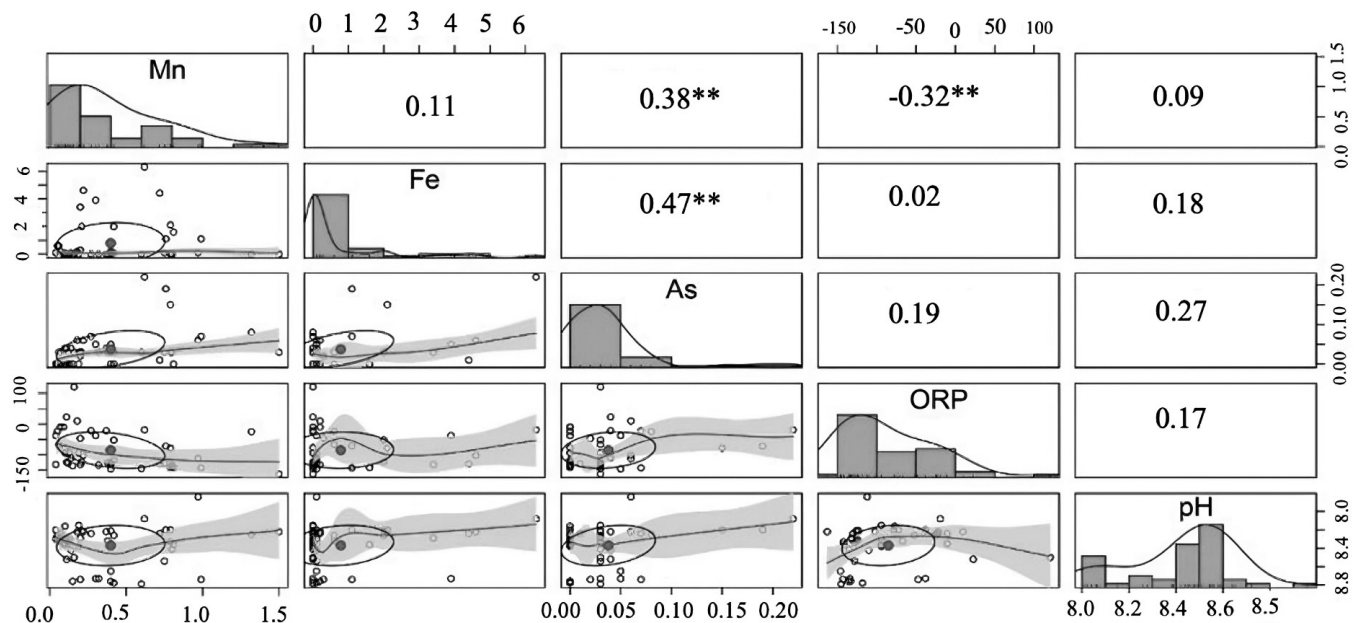 0 1 2 3 4 5 6 -150 -50 0 50 100
Mn 0.11 0.38** -0.32** 0.09 0.0 0.5 1.0 1.5
0 2 4 6 Fe 0.47** 0.02 0.18
As 0.19 0.27 0.00 0.10 0.20
-150 0 100 ORP 0.17
pH 8.0 8.4 8.8
0.0 0.5 1.0 1.5 0.00 0.05 0.10 0.15 0.20 8.0 8.2 8.4 8.6 8.5